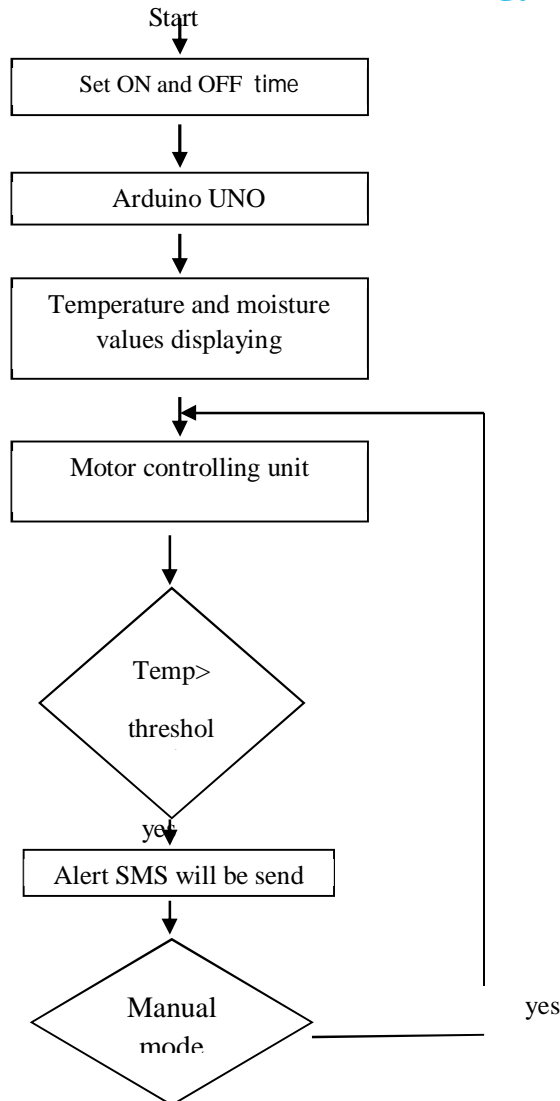 Start
Set ON and OFF time
Arduino UNO
Temperature and moisture
values displaying
Motor controlling unit
Temp>
threshol
yes
Alert SMS will be send
Manual
mode
yes